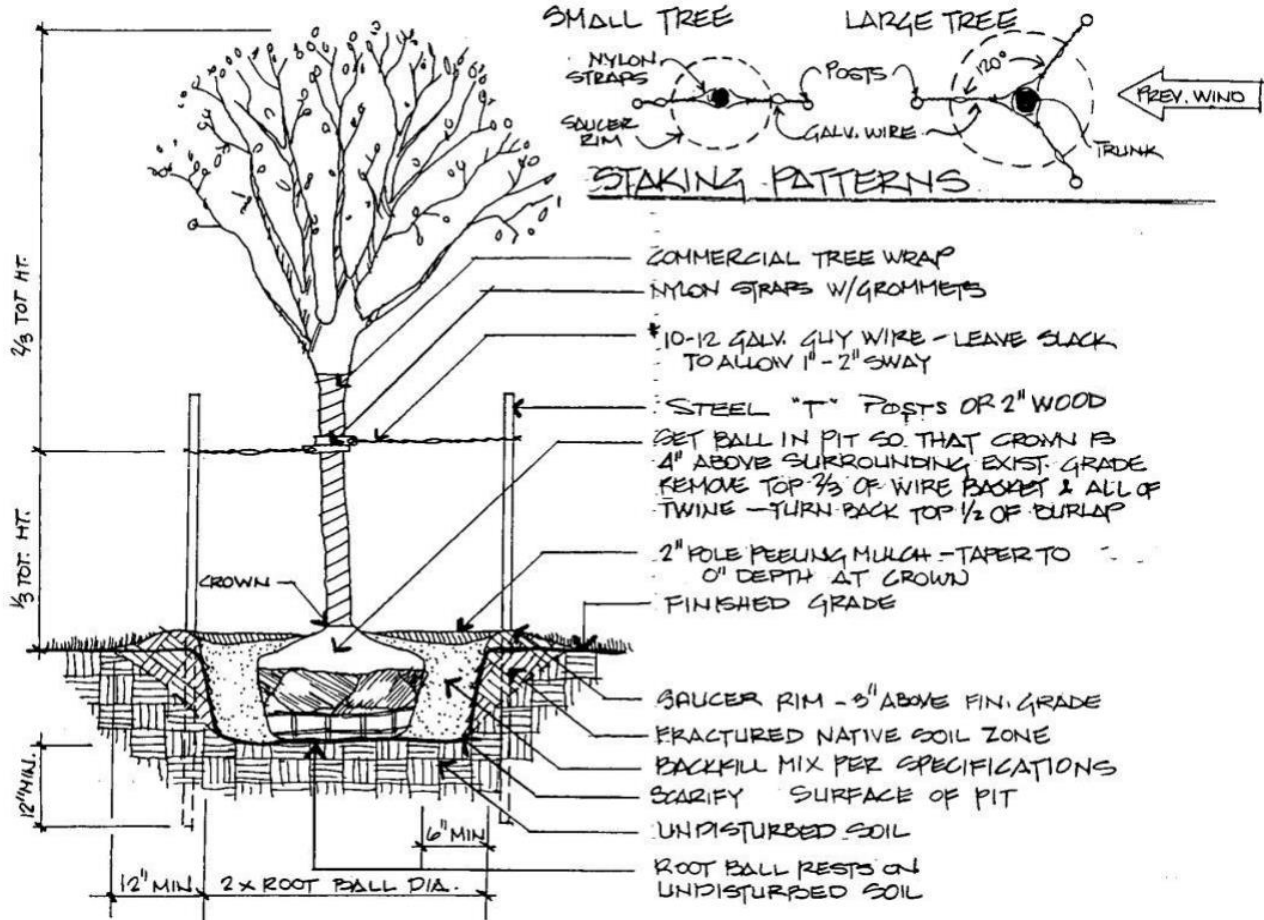 SMALL TREE
LARGE TREE
NYLON
STRAPS
POSTS
120°
PREV. WIND
SAUCER
RIM
GALV. WIRE
TRUNK
STAKING PATTERNS
COMMERCIAL TREE WRAP
NYLON STRAPS W/GROMMETS
#10-12 GALV. GUY WIRE - LEAVE SLACK
TO ALLOW 1" - 2" SWAY
STEEL "T" POSTS OR 2" WOOD
SET BALL IN PIT SO THAT CROWN IS
4" ABOVE SURROUNDING EXIST. GRADE
REMOVE TOP 2/3 OF WIRE BASKET & ALL OF
TWINE - TURN BACK TOP 1/2 OF BURLAP
2" POLE PEELING MULCH - TAPER TO
0" DEPTH AT CROWN
FINISHED GRADE
SAUCER RIM - 3" ABOVE FIN. GRADE
FRACTURED NATIVE SOIL ZONE
BACKFILL MIX PER SPECIFICATIONS
SCARIFY SURFACE OF PIT
UNDISTURBED SOIL
ROOT BALL RESTS ON
UNDISTURBED SOIL
2/3 TOT HT.
1/3 TOT. HT.
CROWN
12" MIN.
6" MIN
12" MIN.
2 x ROOT BALL DIA.